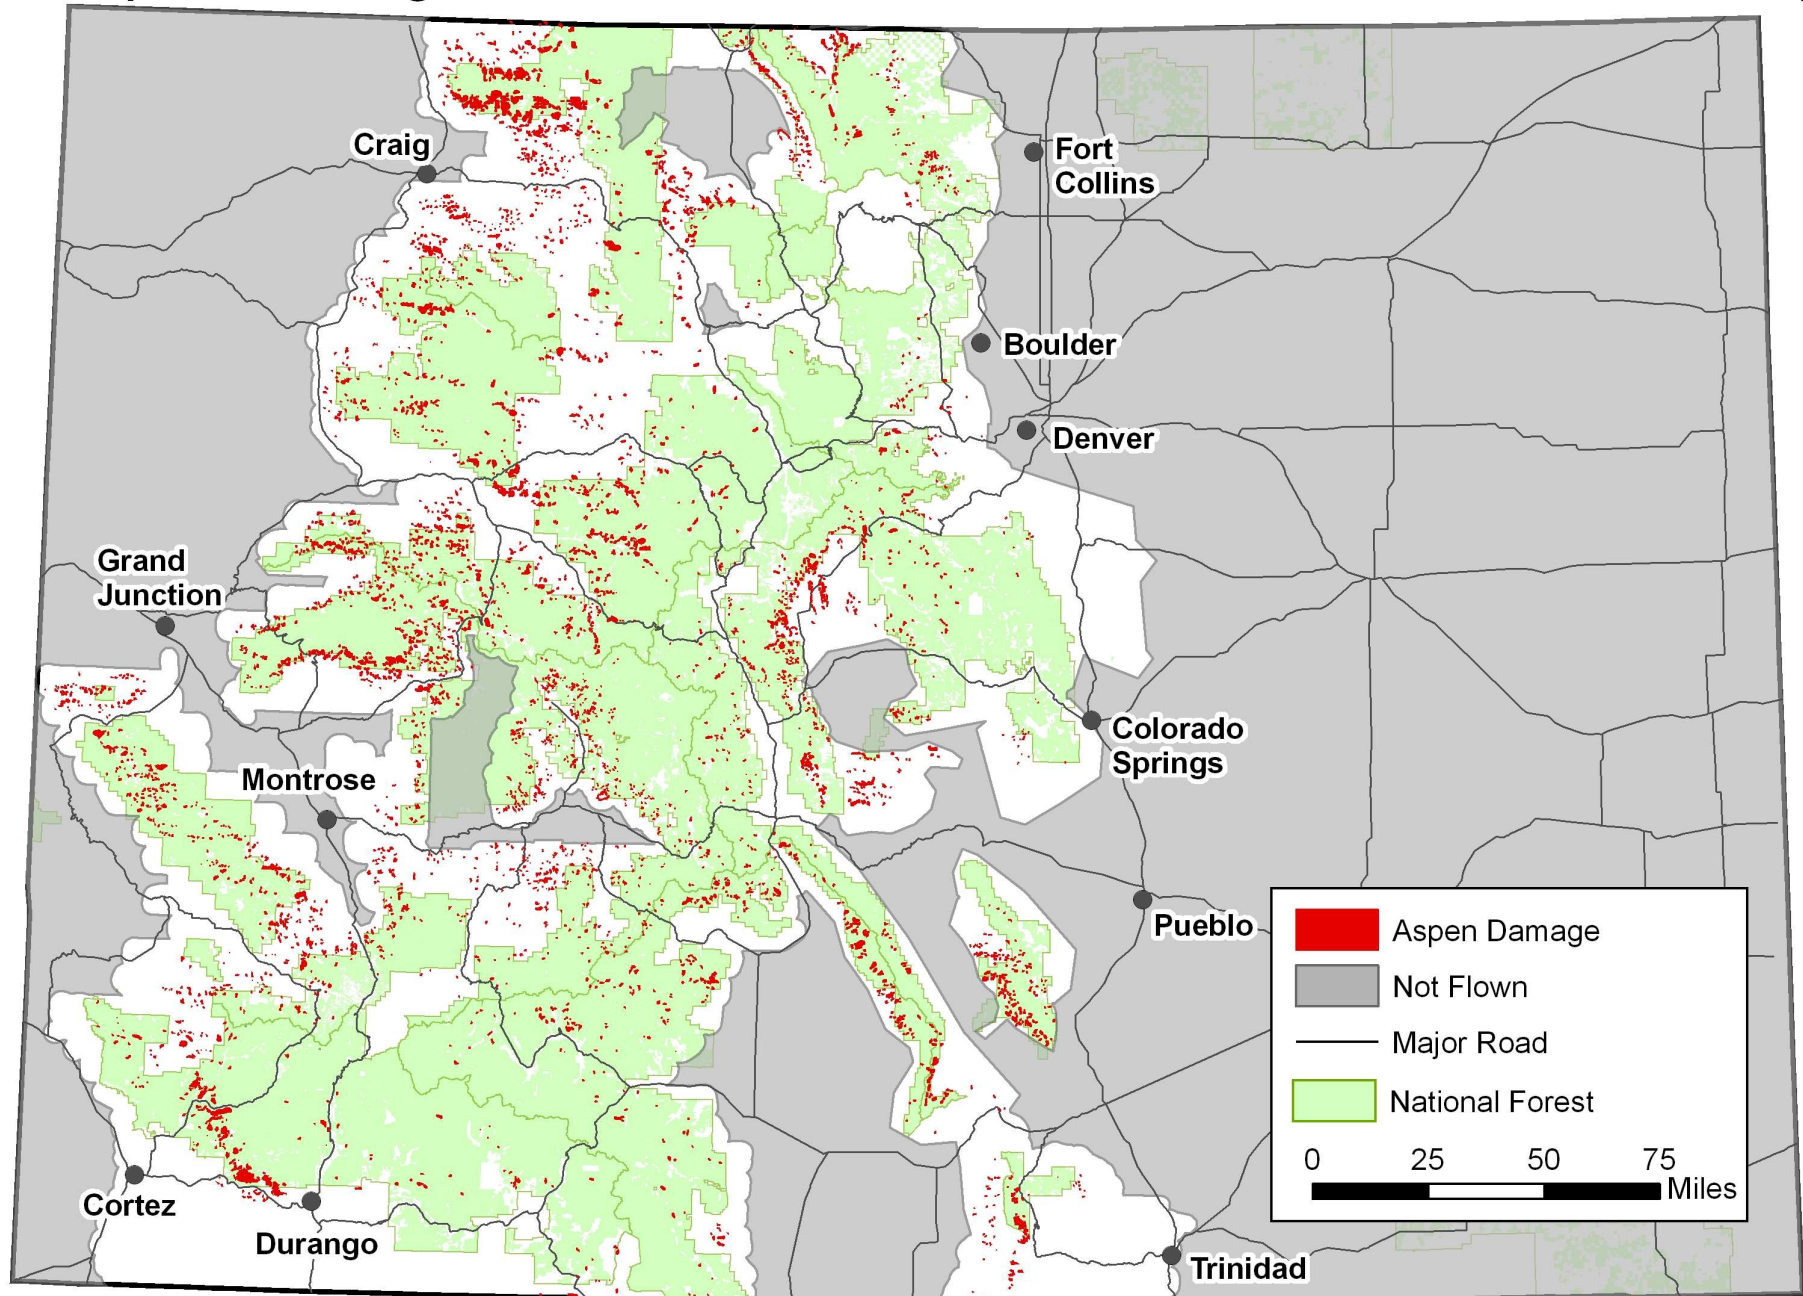 Craig
Fort
Collins
Boulder
Denver
Grand
Junction
Colorado
Springs
Montrose
Pueblo
Cortez
Durango
Trinidad
Aspen Damage
Not Flown
Major Road
National Forest
0 25 50 75
Miles